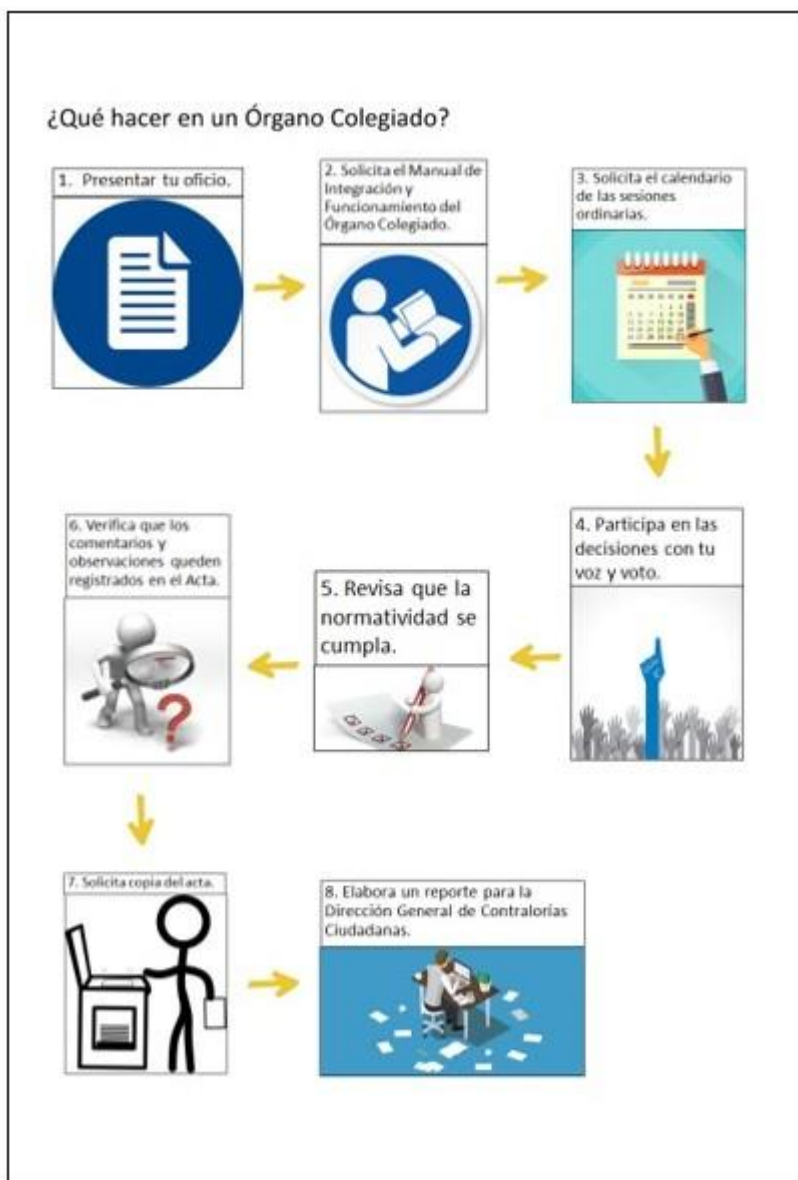 ¿Qué hacer en un Órgano Colegiado?
1. Presentar tu oficio.
2. Solicita el Manual de
Integración y
Funcionamiento del
Órgano Colegiado.
3. Solicita el calendario
de las sesiones
ordinarias.
4. Participa en las
decisiones con tu
voz y voto.
5. Revisa que la
normatividad se
cumpla.
6. Verifica que los
comentarios y
observaciones queden
registrados en el Acta.
7. Solicita copia del acta.
8. Elabora un reporte para la
Dirección General de Contralorías
Ciudadanas.